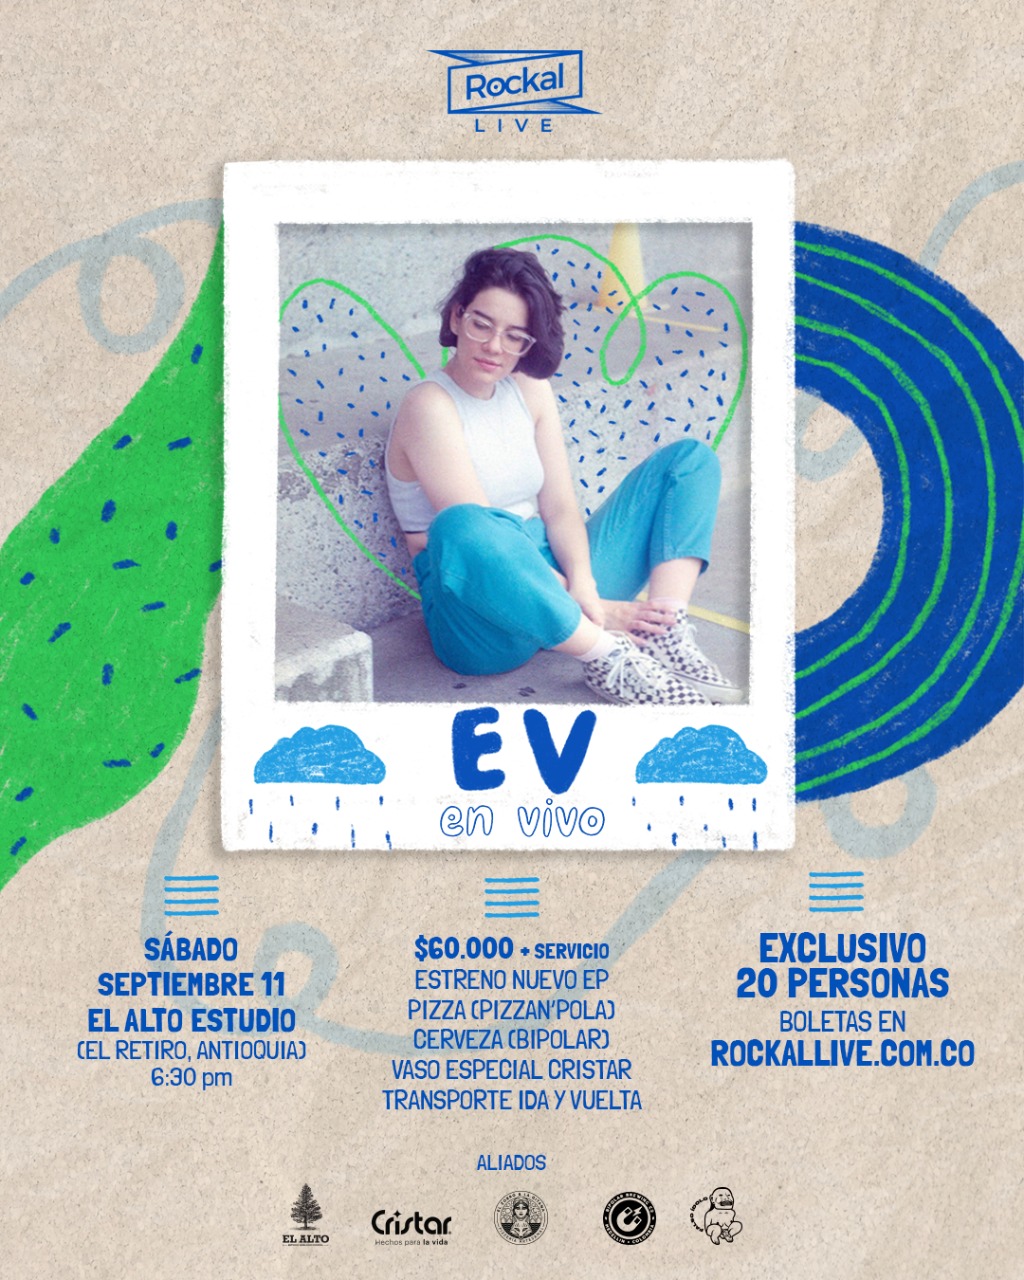 Rockal
LIVE
EV
en vivo
SÁBADO
SEPTIEMBRE 11
EL ALTO ESTUDIO
(EL RETIRO, ANTIOQUIA)
6:30 pm
$60.000 + SERVICIO
ESTRENO NUEVO EP
PIZZA (PIZZAN'POLA)
CERVEZA (BIPOLAR)
VASO ESPECIAL CRISTAR
TRANSPORTE IDA Y VUELTA
EXCLUSIVO
20 PERSONAS
BOLETAS EN
ROCKALLIVE.COM.CO
ALIADOS
EL ALTO
Cristar
Hechos para la vida